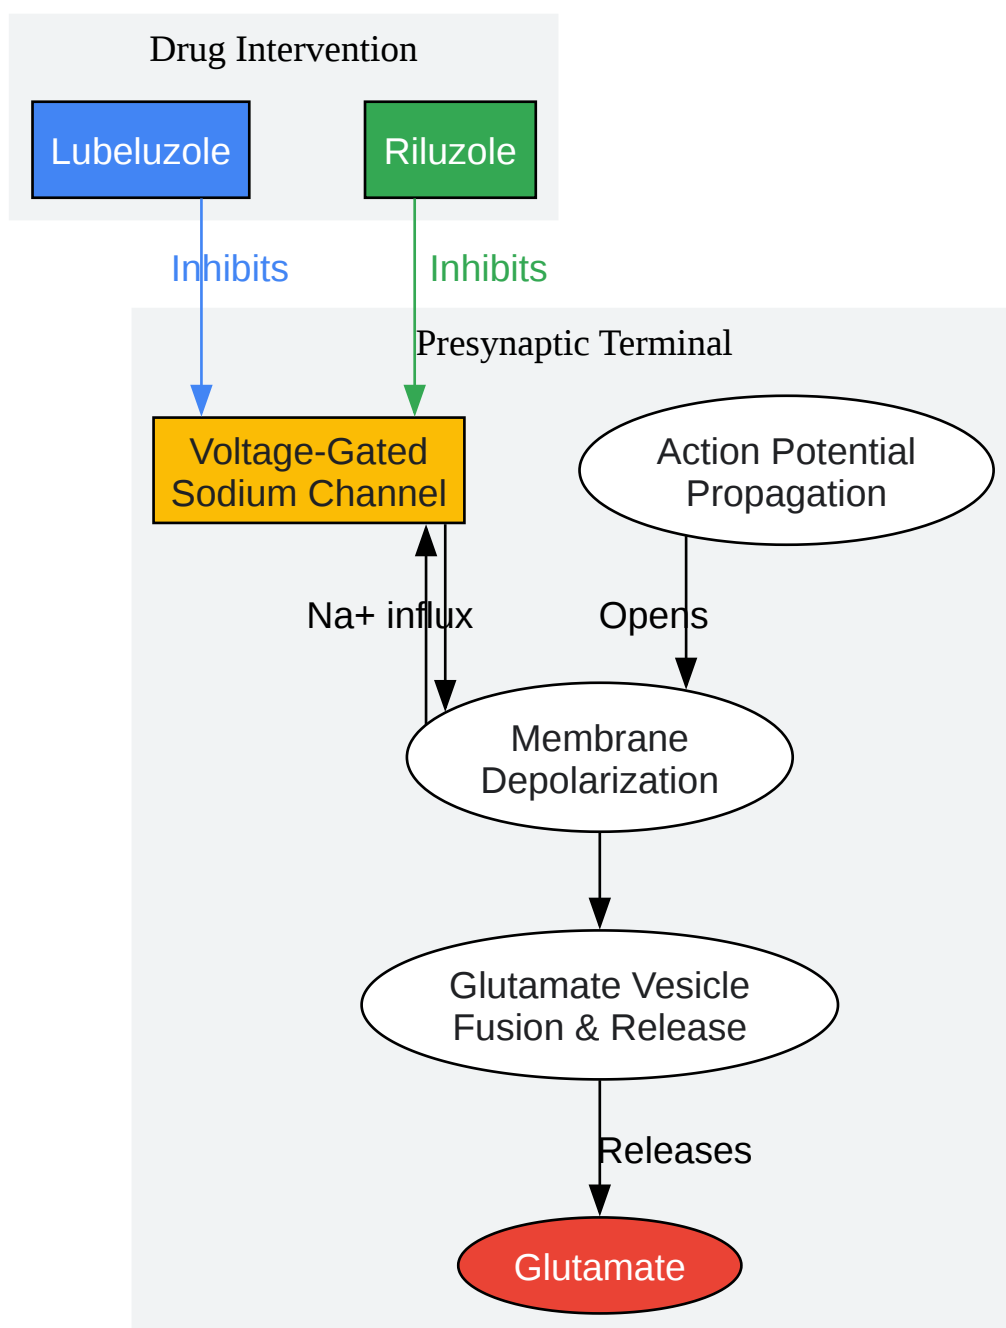 Drug Intervention
Lubeluzole
Riluzole
Inhibits
Inhibits
Presynaptic Terminal
Voltage-Gated
Sodium Channel
Action Potential
Propagation
Na+ influx
Opens
Membrane
Depolarization
Glutamate Vesicle
Fusion & Release
Releases
Glutamate